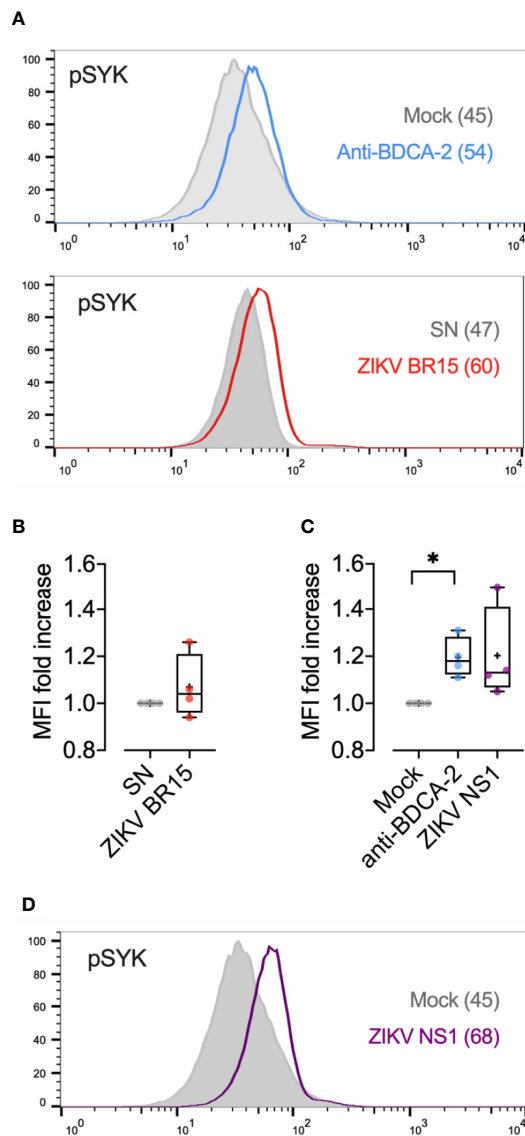 A
pSYK
Mock (45)
Anti-BDCA-2 (54)
100
80
60
40
20
0
10⁰ 10¹ 10² 10³ 10⁴
pSYK
SN (47)
ZIKV BR15 (60)
100
80
60
40
20
0
10⁰ 10¹ 10² 10³ 10⁴
B
MFI fold increase
1.6
1.4
1.2
1.0
0.8
SN
ZIKV BR15
C
MFI fold increase
1.6
1.4
1.2
1.0
0.8
*
Mock
anti-BDCA-2
ZIKV NS1
D
pSYK
Mock (45)
ZIKV NS1 (68)
100
80
60
40
20
0
10⁰ 10¹ 10² 10³ 10⁴